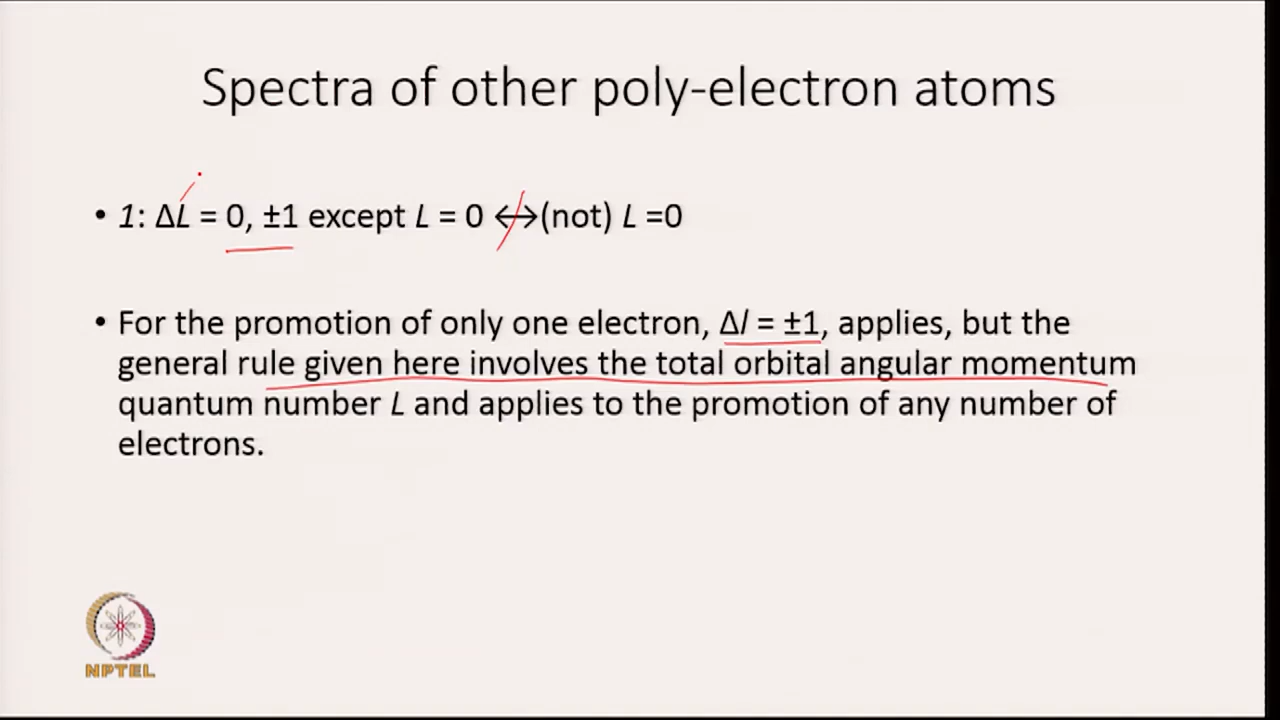 Spectra of other poly-electron atoms
• 1: ΔL = 0, ±1 except L = 0 ↔(not) L =0
• For the promotion of only one electron, Δl = ±1, applies, but the
general rule given here involves the total orbital angular momentum
quantum number L and applies to the promotion of any number of
electrons.
NPTEL